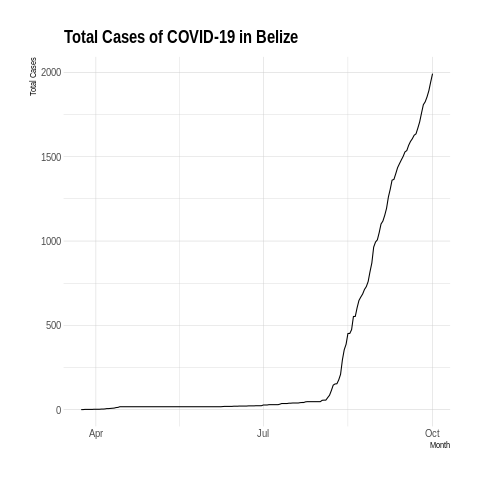 Total Cases of COVID-19 in Belize
Total Cases
2000
1500
1000
500
0
Apr
Jul
Oct
Month